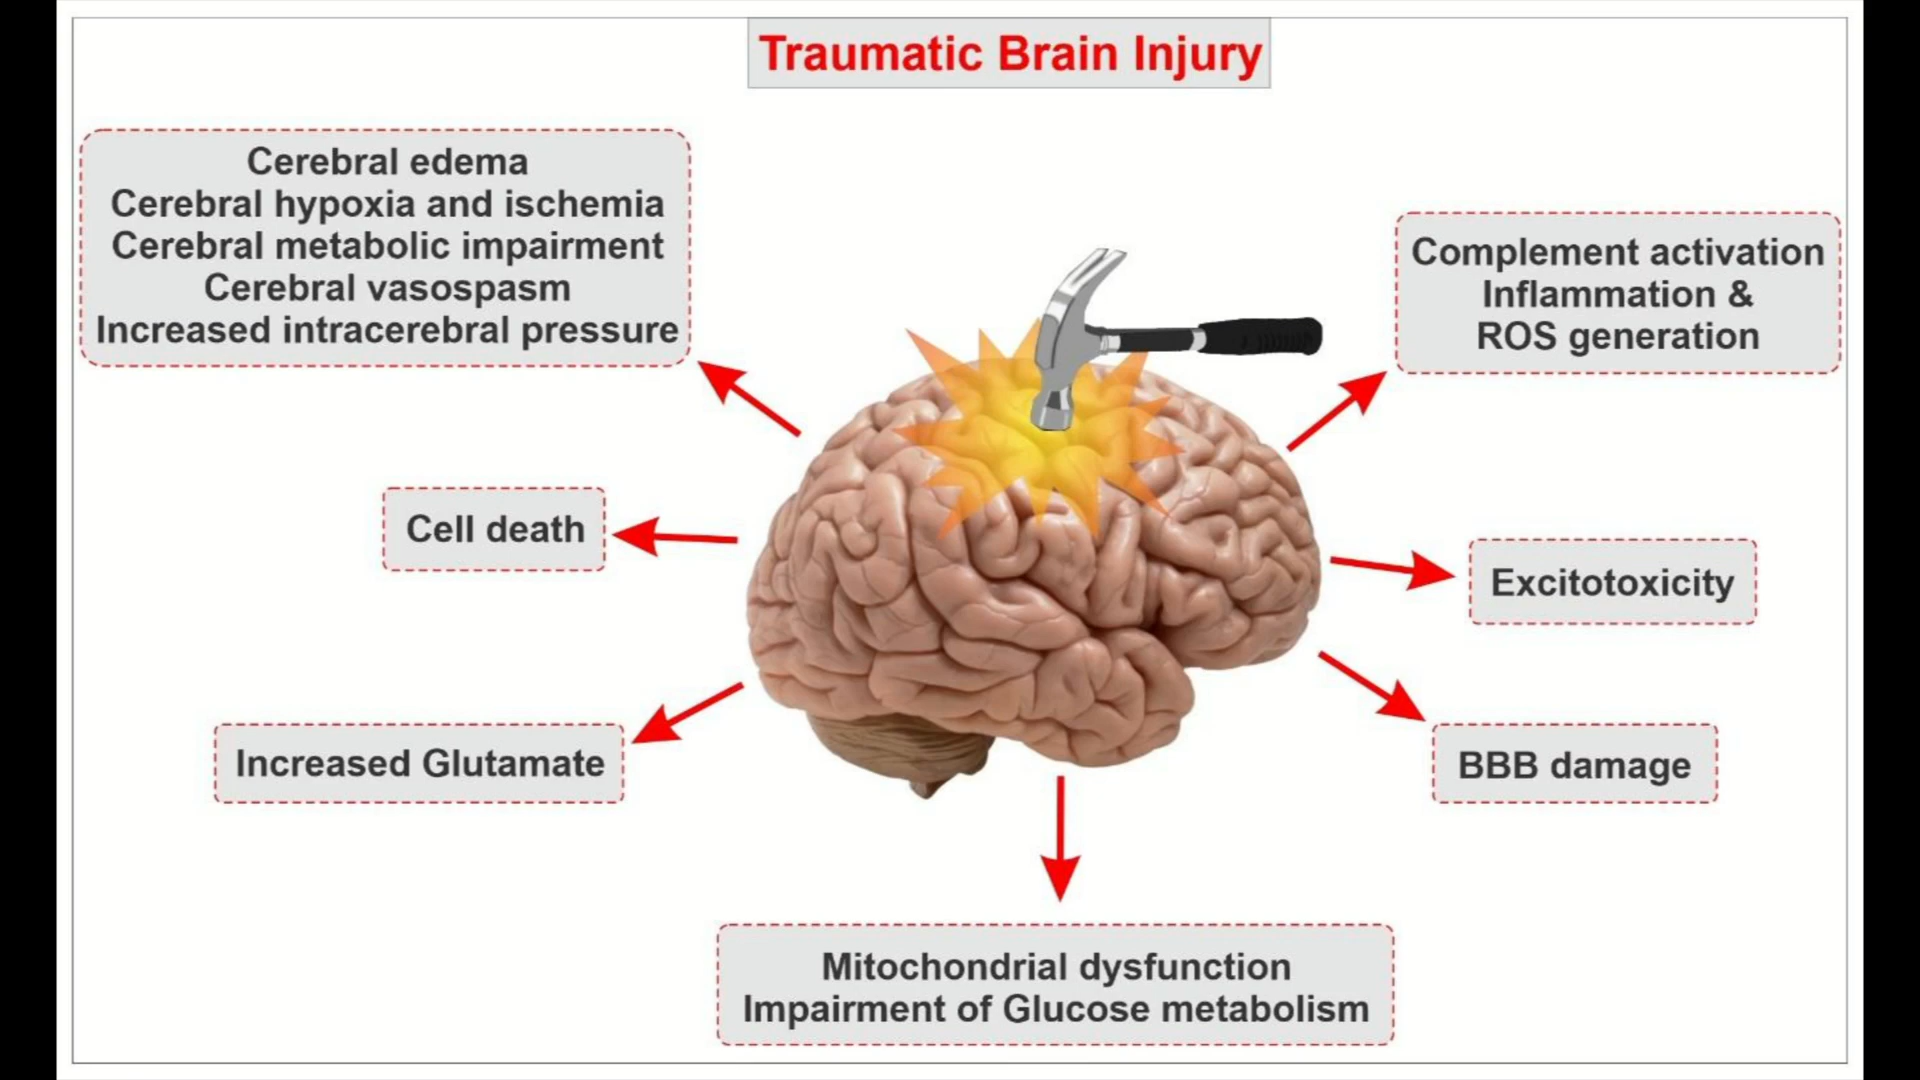 Traumatic Brain Injury
Cerebral edema
Cerebral hypoxia and ischemia
Cerebral metabolic impairment
Cerebral vasospasm
Increased intracerebral pressure
Complement activation
Inflammation &
ROS generation
Cell death
Excitotoxicity
Increased Glutamate
BBB damage
Mitochondrial dysfunction
Impairment of Glucose metabolism